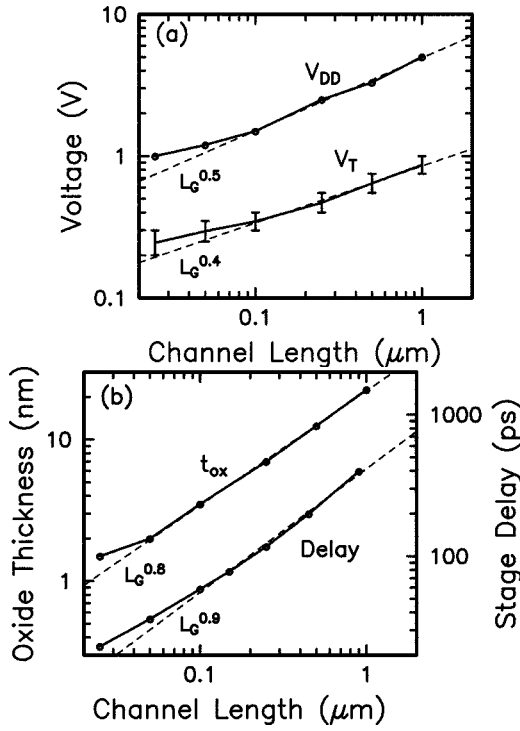 (a)
10
1
0.1
Voltage (V)
V_DD
V_T
L_G^0.5
L_G^0.4
0.1
1
Channel Length (μm)
(b)
10
1
Oxide Thickness (nm)
1000
100
Stage Delay (ps)
t_ox
Delay
L_G^0.8
L_G^0.9
0.1
1
Channel Length (μm)